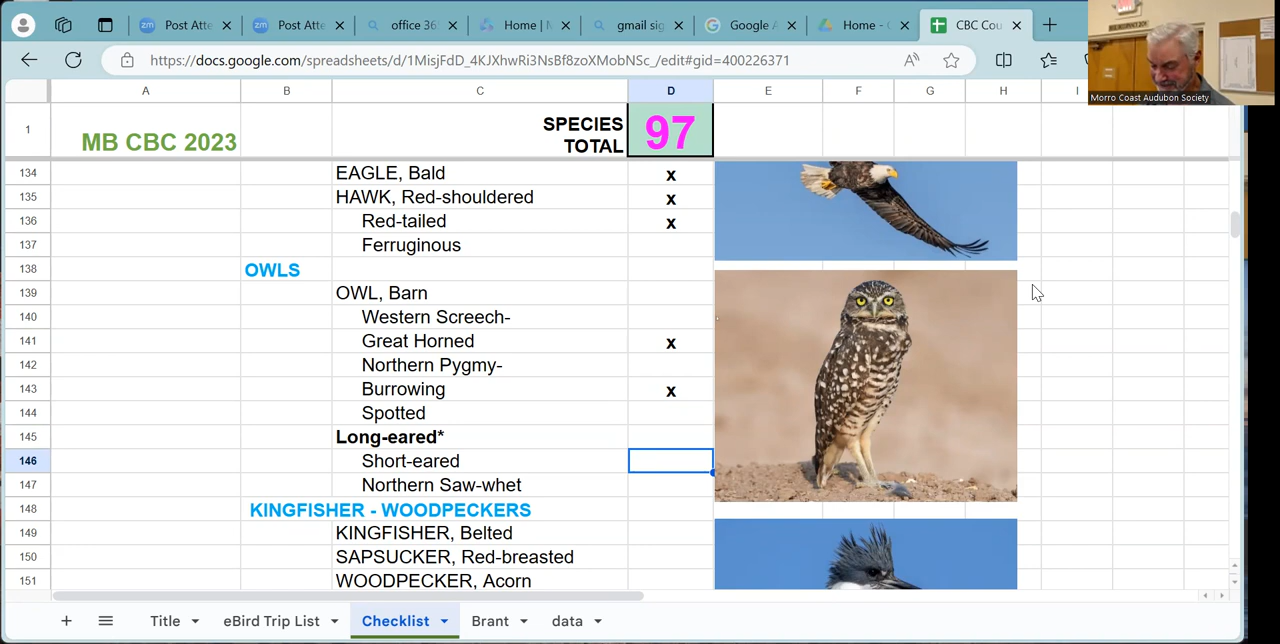 Post Atte
Post Atte
office 36
Home |
gmail sig
Google
Home -
CBC Cou
https://docs.google.com/spreadsheets/d/1MisjFdD_4KJXhwRi3NsBf8zoXMobNSc_/edit#gid=400226371
Morro Coast Audubon Society
A B C D E F G H I
1 MB CBC 2023 SPECIES TOTAL 97
134 EAGLE, Bald x
135 HAWK, Red-shouldered x
136 Red-tailed x
137 Ferruginous
138 OWLS
139 OWL, Barn
140 Western Screech-
141 Great Horned x
142 Northern Pygmy-
143 Burrowing x
144 Spotted
145 Long-eared*
146 Short-eared
147 Northern Saw-whet
148 KINGFISHER - WOODPECKERS
149 KINGFISHER, Belted
150 SAPSUCKER, Red-breasted
151 WOODPECKER, Acorn
Title eBird Trip List Checklist Brant data